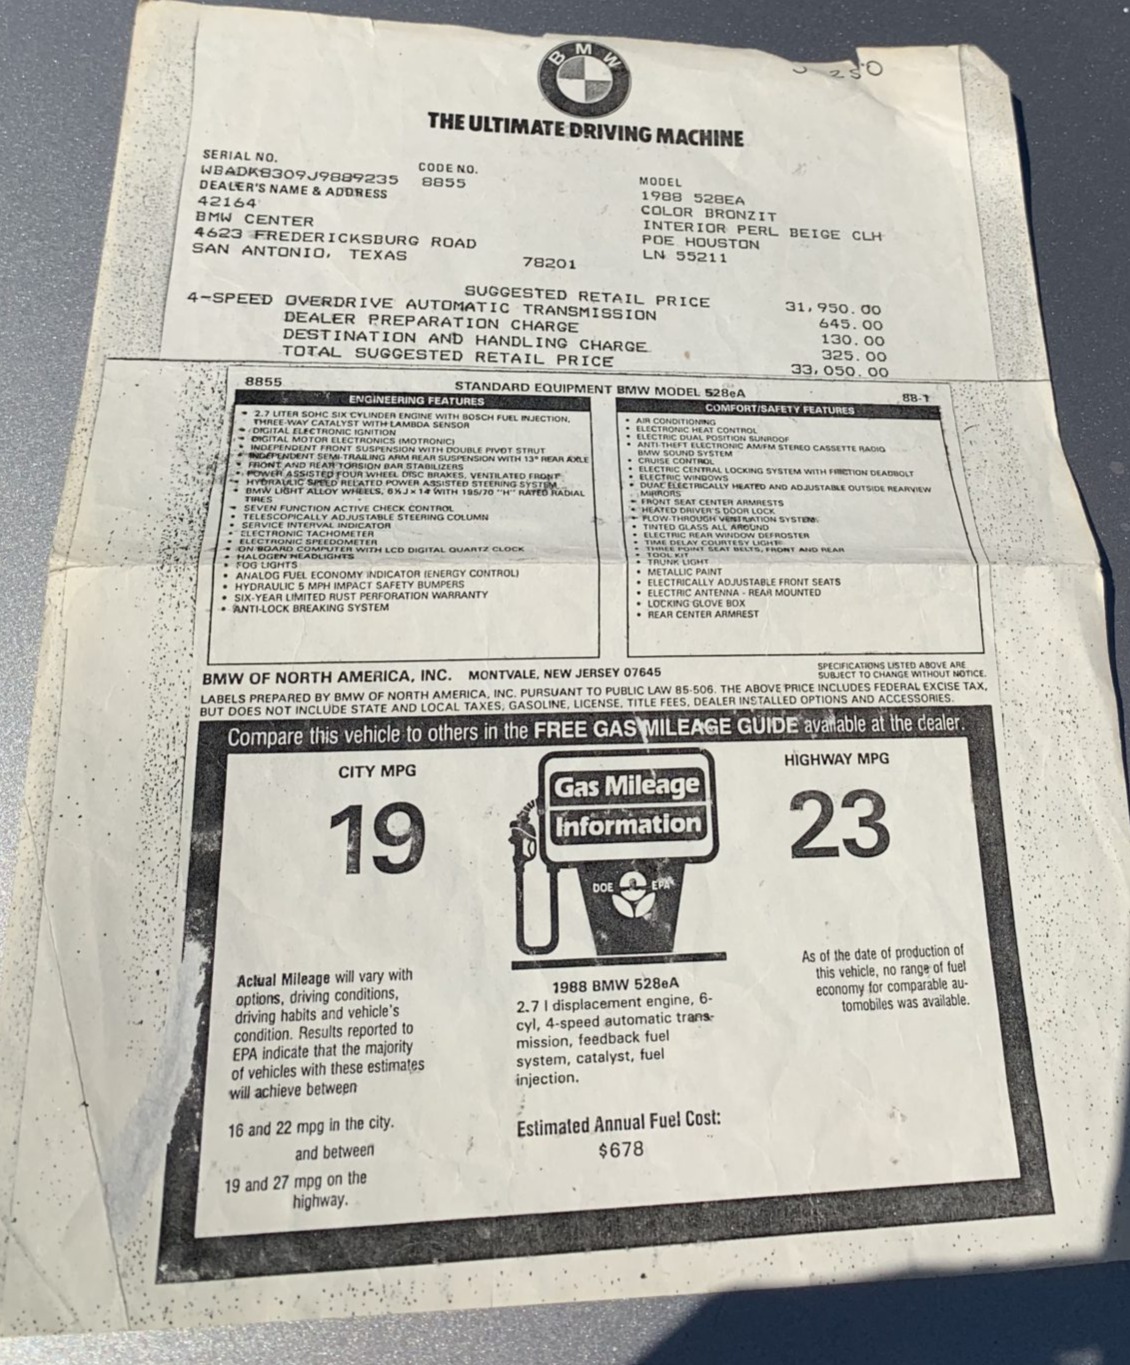 BMW
250
THE ULTIMATE DRIVING MACHINE
SERIAL NO.
WBADK8309J9889235
CODE NO.
8855
DEALER'S NAME & ADDRESS
42164
BMW CENTER
4623 FREDERICKSBURG ROAD
SAN ANTONIO, TEXAS 78201
MODEL
1988 528EA
COLOR BRONZIT
INTERIOR PERL BEIGE CLH
POE HOUSTON
LN 55211
SUGGESTED RETAIL PRICE 31,950.00
4-SPEED OVERDRIVE AUTOMATIC TRANSMISSION 645.00
DEALER PREPARATION CHARGE 130.00
DESTINATION AND HANDLING CHARGE 325.00
TOTAL SUGGESTED RETAIL PRICE 33,050.00
8855 STANDARD EQUIPMENT BMW MODEL 528eA 88-1
ENGINEERING FEATURES
• 2.7 LITER SOHC SIX CYLINDER ENGINE WITH BOSCH FUEL INJECTION,
THREE-WAY CATALYST WITH LAMBDA SENSOR
• DIGITAL ELECTRONIC IGNITION
• DIGITAL MOTOR ELECTRONICS (MOTRONIC)
• INDEPENDENT FRONT SUSPENSION WITH DOUBLE PIVOT STRUT
• INDEPENDENT SEMI-TRAILING ARM REAR SUSPENSION WITH 13° REAR AXLE
• FRONT AND REAR TORSION BAR STABILIZERS
• POWER ASSISTED FOUR WHEEL DISC BRAKES, VENTILATED FRONT
• HYDRAULIC SPEED RELATED POWER ASSISTED STEERING SYSTEM
• BMW LIGHT ALLOY WHEELS, 6½J x 14 WITH 195/70 "H" RATED RADIAL
TIRES
• SEVEN FUNCTION ACTIVE CHECK CONTROL
• TELESCOPICALLY ADJUSTABLE STEERING COLUMN
• SERVICE INTERVAL INDICATOR
• ELECTRONIC TACHOMETER
• ELECTRONIC SPEEDOMETER
• ON BOARD COMPUTER WITH LCD DIGITAL QUARTZ CLOCK
• HALOGEN HEADLIGHTS
• FOG LIGHTS
• ANALOG FUEL ECONOMY INDICATOR (ENERGY CONTROL)
• HYDRAULIC 5 MPH IMPACT SAFETY BUMPERS
• SIX-YEAR LIMITED RUST PERFORATION WARRANTY
• ANTI-LOCK BREAKING SYSTEM
COMFORT/SAFETY FEATURES
• AIR CONDITIONING
• ELECTRONIC HEAT CONTROL
• ELECTRIC DUAL POSITION SUNROOF
• ANTI-THEFT ELECTRONIC AM/FM STEREO CASSETTE RADIO
BMW SOUND SYSTEM
• CRUISE CONTROL
• ELECTRIC CENTRAL LOCKING SYSTEM WITH FRICTION DEADBOLT
• ELECTRIC WINDOWS
• DUAL ELECTRICALLY HEATED AND ADJUSTABLE OUTSIDE REARVIEW
MIRRORS
• FRONT SEAT CENTER ARMRESTS
• HEATED DRIVER'S DOOR LOCK
• FLOW-THROUGH VENTILATION SYSTEM
• TINTED GLASS ALL AROUND
• ELECTRIC REAR WINDOW DEFROSTER
• TIME DELAY COURTESY LIGHT
• THREE POINT SEAT BELTS, FRONT AND REAR
• TOOL KIT
• TRUNK LIGHT
• METALLIC PAINT
• ELECTRICALLY ADJUSTABLE FRONT SEATS
• ELECTRIC ANTENNA - REAR MOUNTED
• LOCKING GLOVE BOX
• REAR CENTER ARMREST
BMW OF NORTH AMERICA, INC. MONTVALE, NEW JERSEY 07645
SPECIFICATIONS LISTED ABOVE ARE
SUBJECT TO CHANGE WITHOUT NOTICE.
LABELS PREPARED BY BMW OF NORTH AMERICA, INC. PURSUANT TO PUBLIC LAW 85-506. THE ABOVE PRICE INCLUDES FEDERAL EXCISE TAX,
BUT DOES NOT INCLUDE STATE AND LOCAL TAXES, GASOLINE, LICENSE, TITLE FEES, DEALER INSTALLED OPTIONS AND ACCESSORIES.
Compare this vehicle to others in the FREE GAS MILEAGE GUIDE available at the dealer.
CITY MPG
19
Gas Mileage
Information
DOE EPA
HIGHWAY MPG
23
Actual Mileage will vary with
options, driving conditions,
driving habits and vehicle's
condition. Results reported to
EPA indicate that the majority
of vehicles with these estimates
will achieve between
16 and 22 mpg in the city.
and between
19 and 27 mpg on the
highway.
1988 BMW 528eA
2.7 l displacement engine, 6-
cyl, 4-speed automatic trans-
mission, feedback fuel
system, catalyst, fuel
injection.
Estimated Annual Fuel Cost:
$678
As of the date of production of
this vehicle, no range of fuel
economy for comparable au-
tomobiles was available.